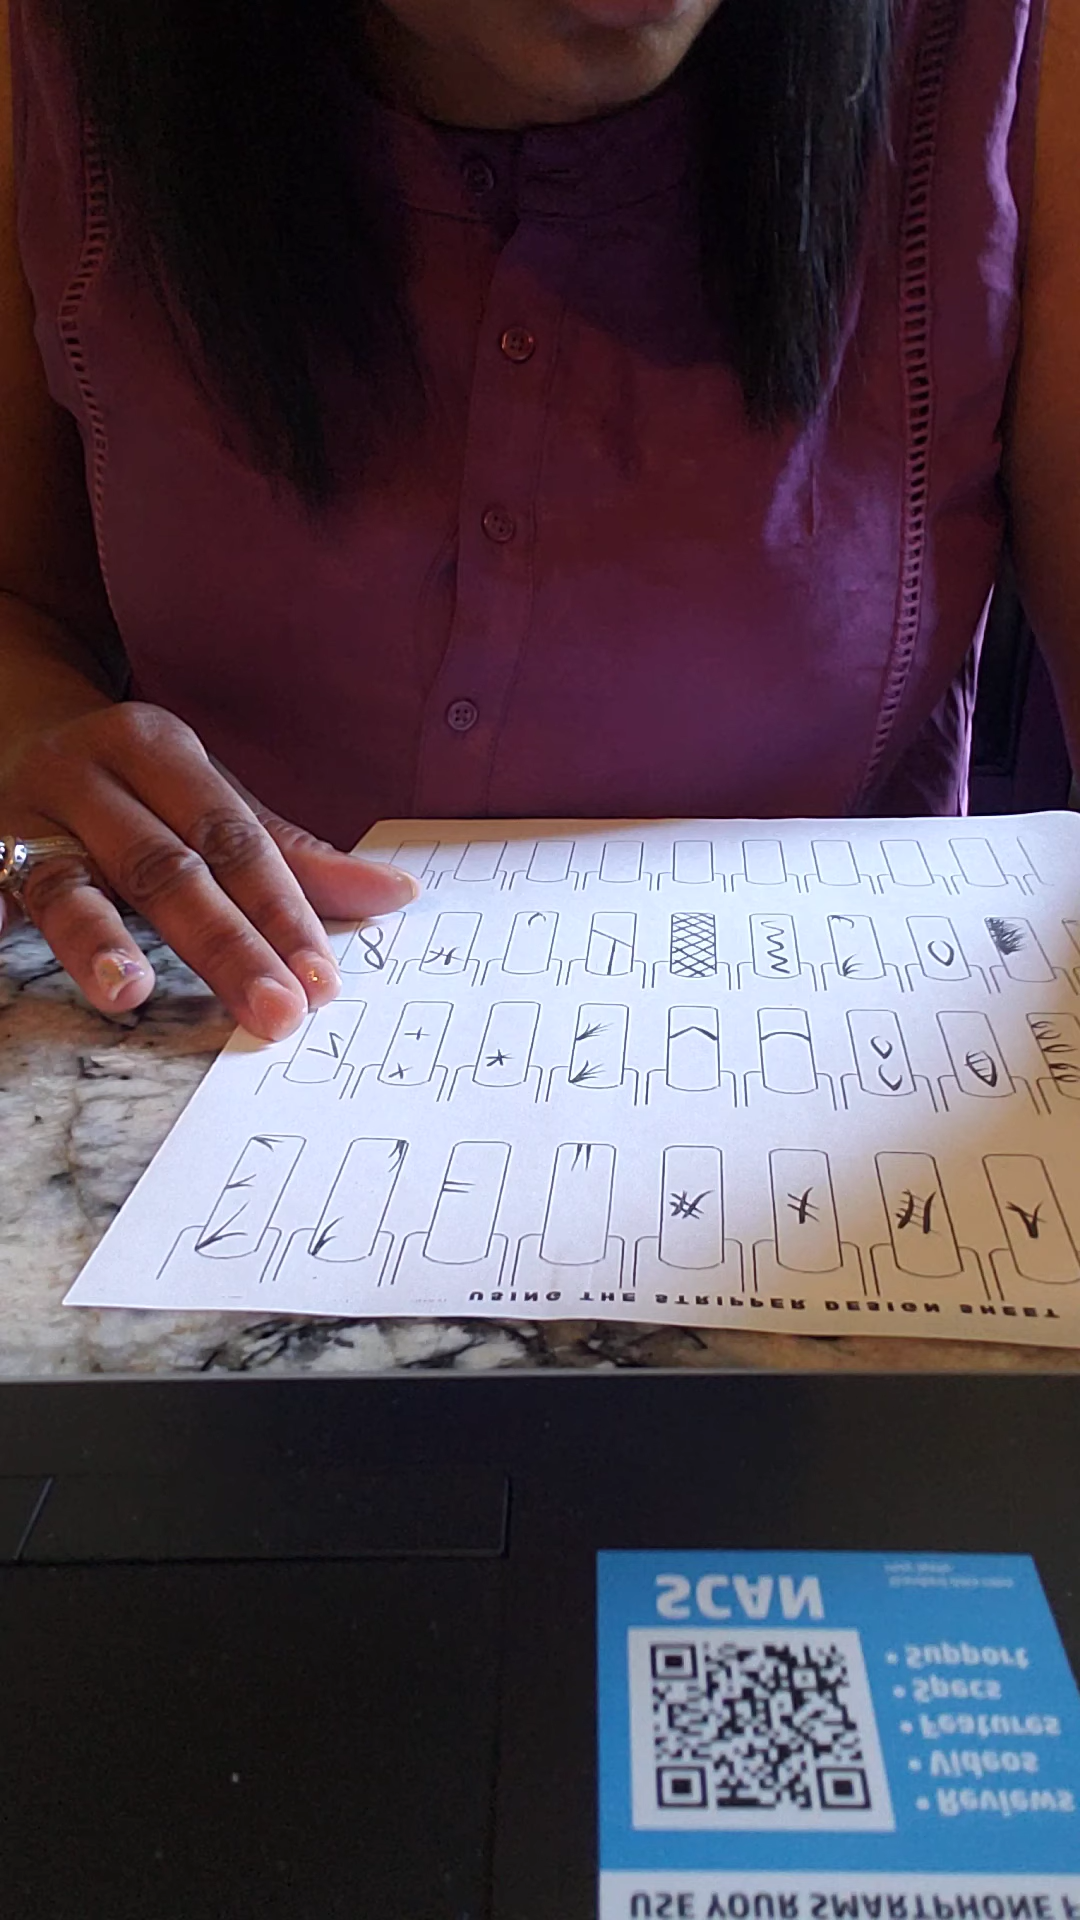 USING THE STRIPPER DESIGN SHEET
SCAN
• Support
• Specs
• Features
• Videos
• Reviews
USE YOUR SMARTPHONE F